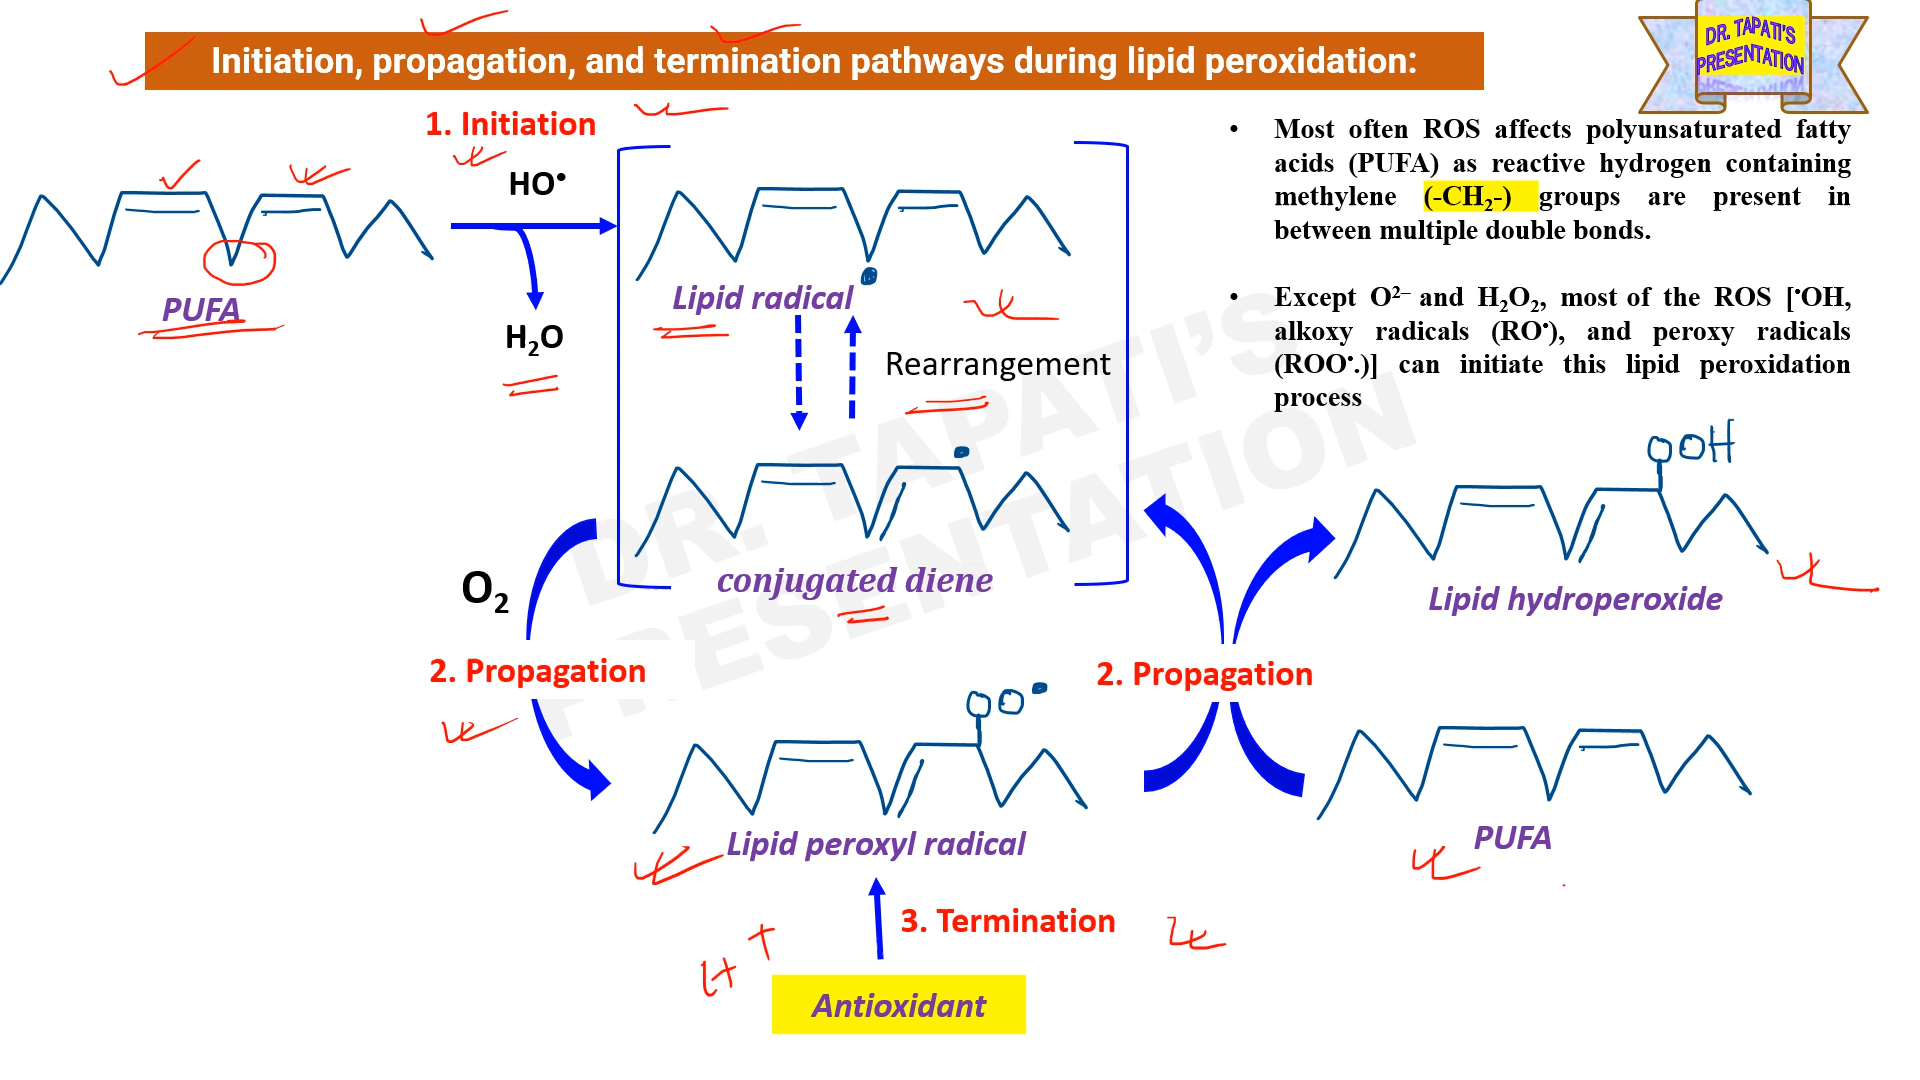 Initiation, propagation, and termination pathways during lipid peroxidation:
DR. TAPATI'S
PRESENTATION
1. Initiation
HO•
H₂O
PUFA
Lipid radical
Rearrangement
conjugated diene
• Most often ROS affects polyunsaturated fatty
acids (PUFA) as reactive hydrogen containing
methylene (-CH₂-) groups are present in
between multiple double bonds.
• Except O²⁻ and H₂O₂, most of the ROS [•OH,
alkoxy radicals (RO•), and peroxy radicals
(ROO•.)] can initiate this lipid peroxidation
process
OOH
Lipid hydroperoxide
O₂
2. Propagation
2. Propagation
OO•
Lipid peroxyl radical
PUFA
3. Termination
H+
Antioxidant
DR. TAPATI'S
PRESENTATION